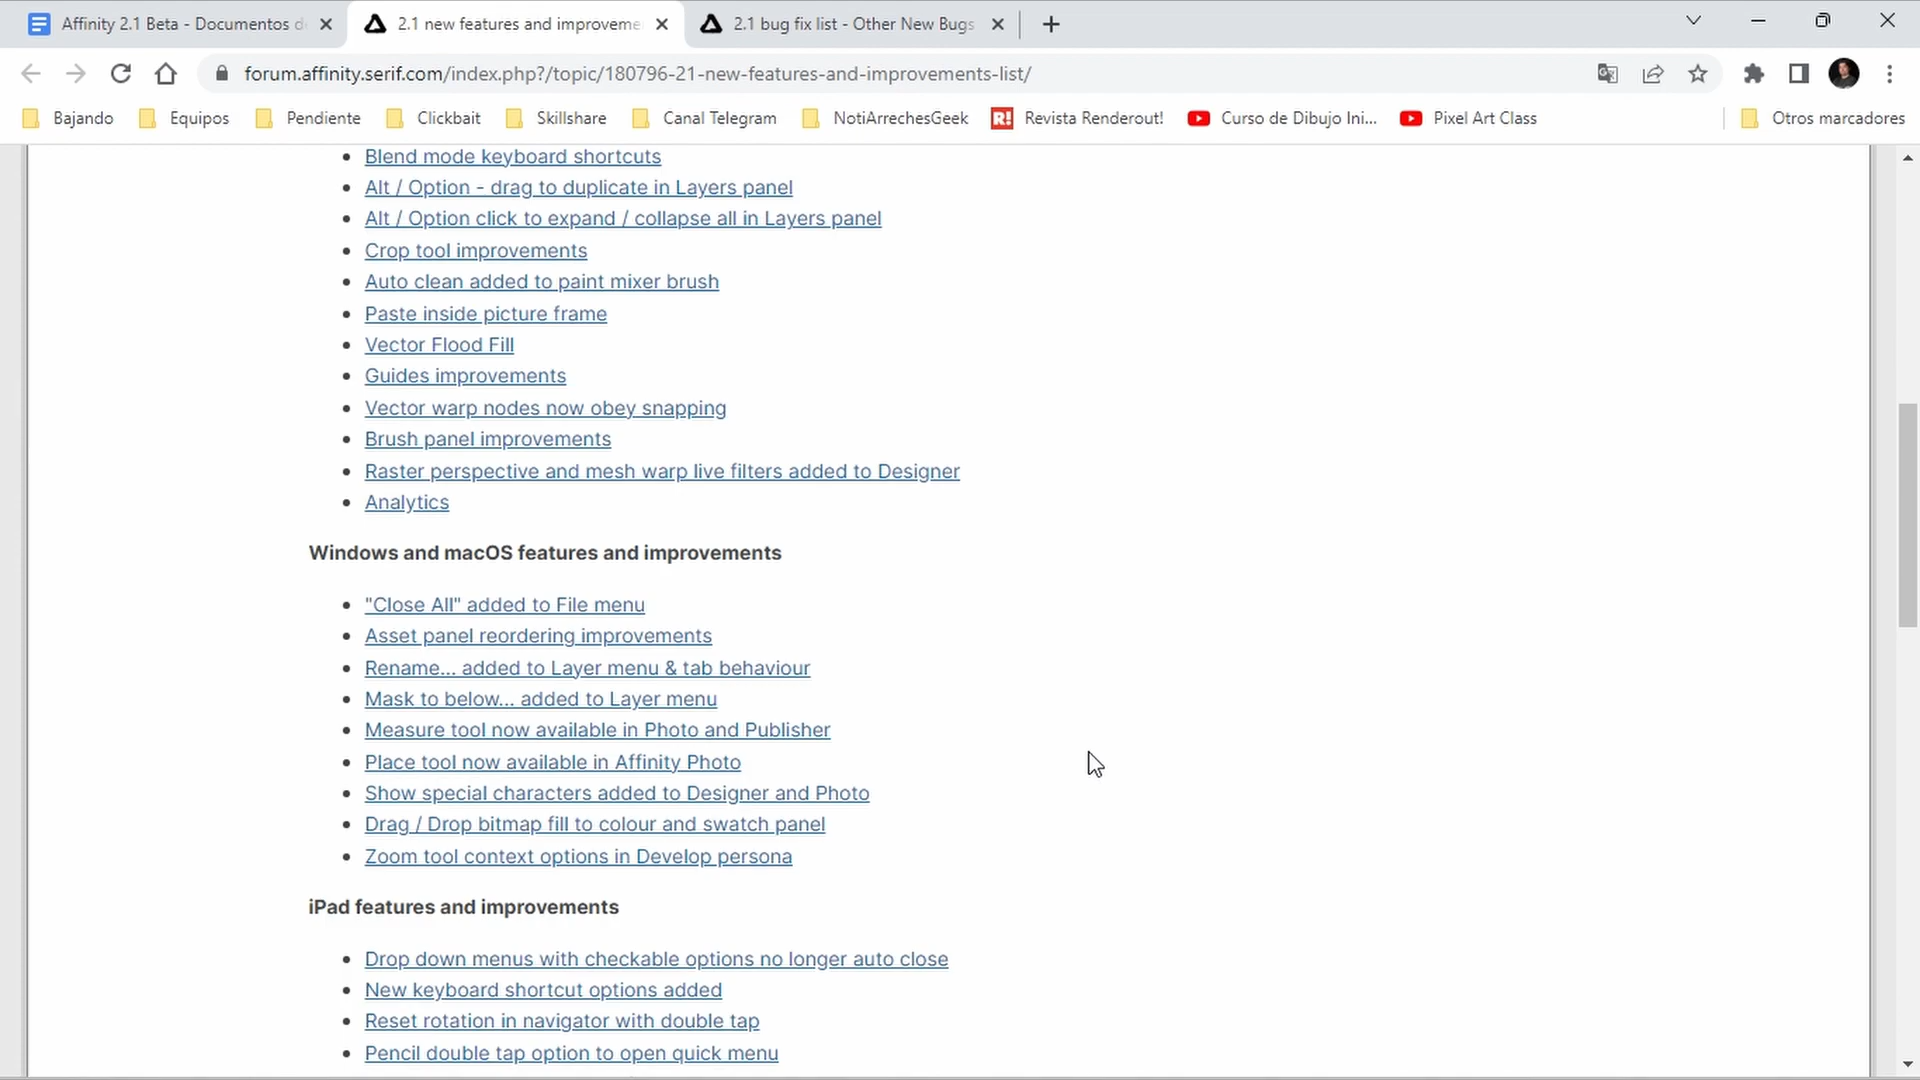 Affinity 2.1 Beta - Documentos d
2.1 new features and improveme
2.1 bug fix list - Other New Bugs
forum.affinity.serif.com/index.php?/topic/180796-21-new-features-and-improvements-list/
Bajando
Equipos
Pendiente
Clickbait
Skillshare
Canal Telegram
NotiArrechesGeek
R!
Revista Renderout!
Curso de Dibujo Ini...
Pixel Art Class
Otros marcadores
Blend mode keyboard shortcuts
Alt / Option - drag to duplicate in Layers panel
Alt / Option click to expand / collapse all in Layers panel
Crop tool improvements
Auto clean added to paint mixer brush
Paste inside picture frame
Vector Flood Fill
Guides improvements
Vector warp nodes now obey snapping
Brush panel improvements
Raster perspective and mesh warp live filters added to Designer
Analytics
Windows and macOS features and improvements
"Close All" added to File menu
Asset panel reordering improvements
Rename... added to Layer menu & tab behaviour
Mask to below... added to Layer menu
Measure tool now available in Photo and Publisher
Place tool now available in Affinity Photo
Show special characters added to Designer and Photo
Drag / Drop bitmap fill to colour and swatch panel
Zoom tool context options in Develop persona
iPad features and improvements
Drop down menus with checkable options no longer auto close
New keyboard shortcut options added
Reset rotation in navigator with double tap
Pencil double tap option to open quick menu